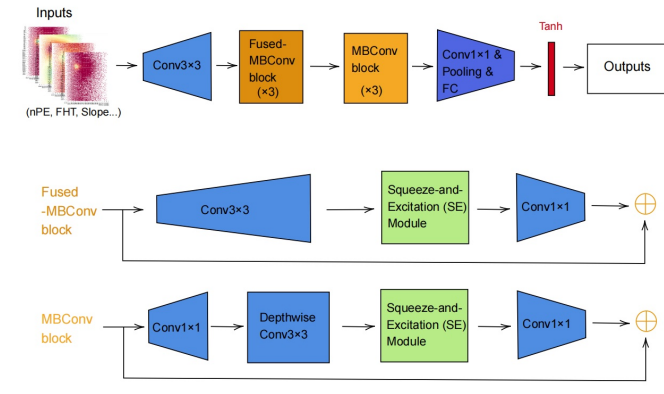 Inputs
(nPE, FHT, Slope...)
Conv3×3
Fused-
MBConv
block
(×3)
MBConv
block
(×3)
Conv1×1 &
Pooling &
FC
Tanh
Outputs
Fused
-MBConv
block
Conv3×3
Squeeze-and-
Excitation (SE)
Module
Conv1×1
MBConv
block
Conv1×1
Depthwise
Conv3×3
Squeeze-and-
Excitation (SE)
Module
Conv1×1